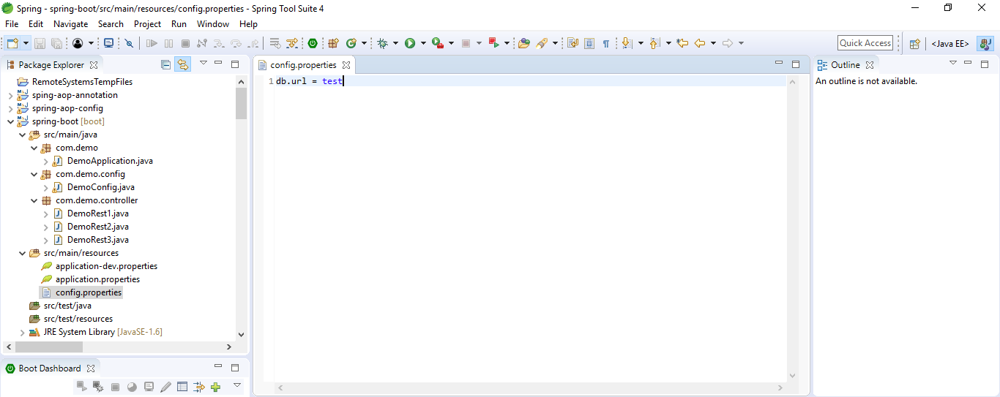 Spring - spring-boot/src/main/resources/config.properties - Spring Tool Suite 4
File Edit Navigate Search Project Run Window Help
Quick Access <Java EE>
Package Explorer
RemoteSystemsTempFiles
sping-aop-annotation
spring-aop-config
spring-boot [boot]
src/main/java
com.demo
DemoApplication.java
com.demo.config
DemoConfig.java
com.demo.controller
DemoRest1.java
DemoRest2.java
DemoRest3.java
src/main/resources
application-dev.properties
application.properties
config.properties
src/test/java
src/test/resources
JRE System Library [JavaSE-1.6]
Boot Dashboard
config.properties
1 db.url = test
Outline
An outline is not available.